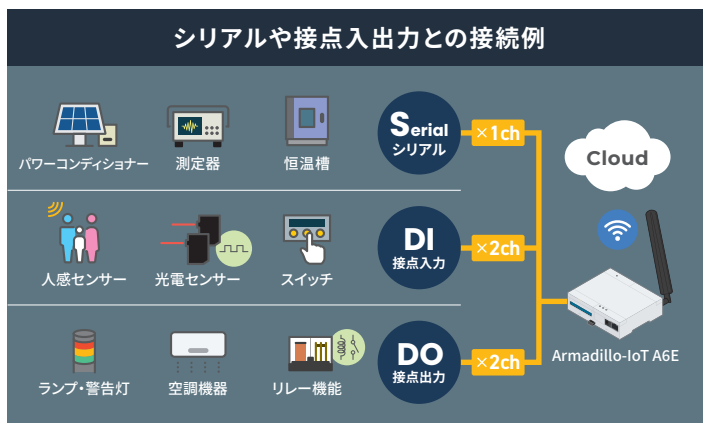 シリアルや接点入出力との接続例
パワーコンディショナー
測定器
恒温槽
Serial
シリアル
×1ch
Cloud
人感センサー
光電センサー
スイッチ
DI
接点入力
×2ch
ランプ・警告灯
空調機器
リレー機能
DO
接点出力
×2ch
Armadillo-IoT A6E